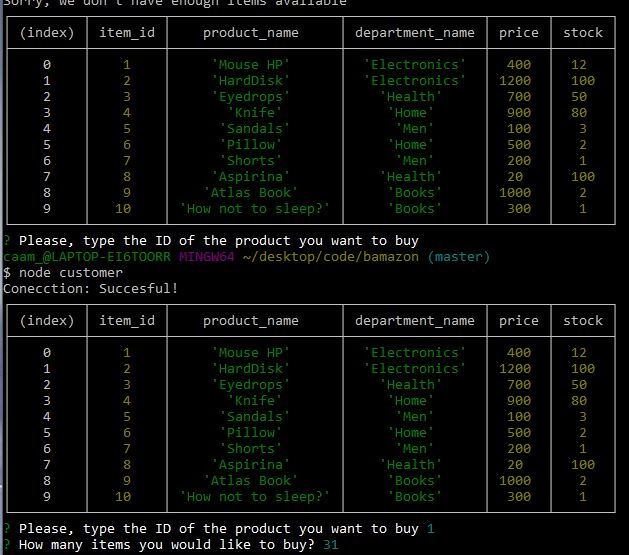 Sorry, we don't have enough items available
(index) item_id product_name department_name price stock
0 1 'Mouse HP' 'Electronics' 400 12
1 2 'HardDisk' 'Electronics' 1200 100
2 3 'Eyedrops' 'Health' 700 50
3 4 'Knife' 'Home' 900 80
4 5 'Sandals' 'Men' 100 3
5 6 'Pillow' 'Home' 500 2
6 7 'Shorts' 'Men' 200 1
7 8 'Aspirina' 'Health' 20 100
8 9 'Atlas Book' 'Books' 1000 2
9 10 'How not to sleep?' 'Books' 300 1
? Please, type the ID of the product you want to buy
caam_@LAPTOP-EI6TOORR MINGW64 ~/desktop/code/bamazon (master)
$ node customer
Conecction: Succesful!
(index) item_id product_name department_name price stock
0 1 'Mouse HP' 'Electronics' 400 12
1 2 'HardDisk' 'Electronics' 1200 100
2 3 'Eyedrops' 'Health' 700 50
3 4 'Knife' 'Home' 900 80
4 5 'Sandals' 'Men' 100 3
5 6 'Pillow' 'Home' 500 2
6 7 'Shorts' 'Men' 200 1
7 8 'Aspirina' 'Health' 20 100
8 9 'Atlas Book' 'Books' 1000 2
9 10 'How not to sleep?' 'Books' 300 1
? Please, type the ID of the product you want to buy 1
? How many items you would like to buy? 31